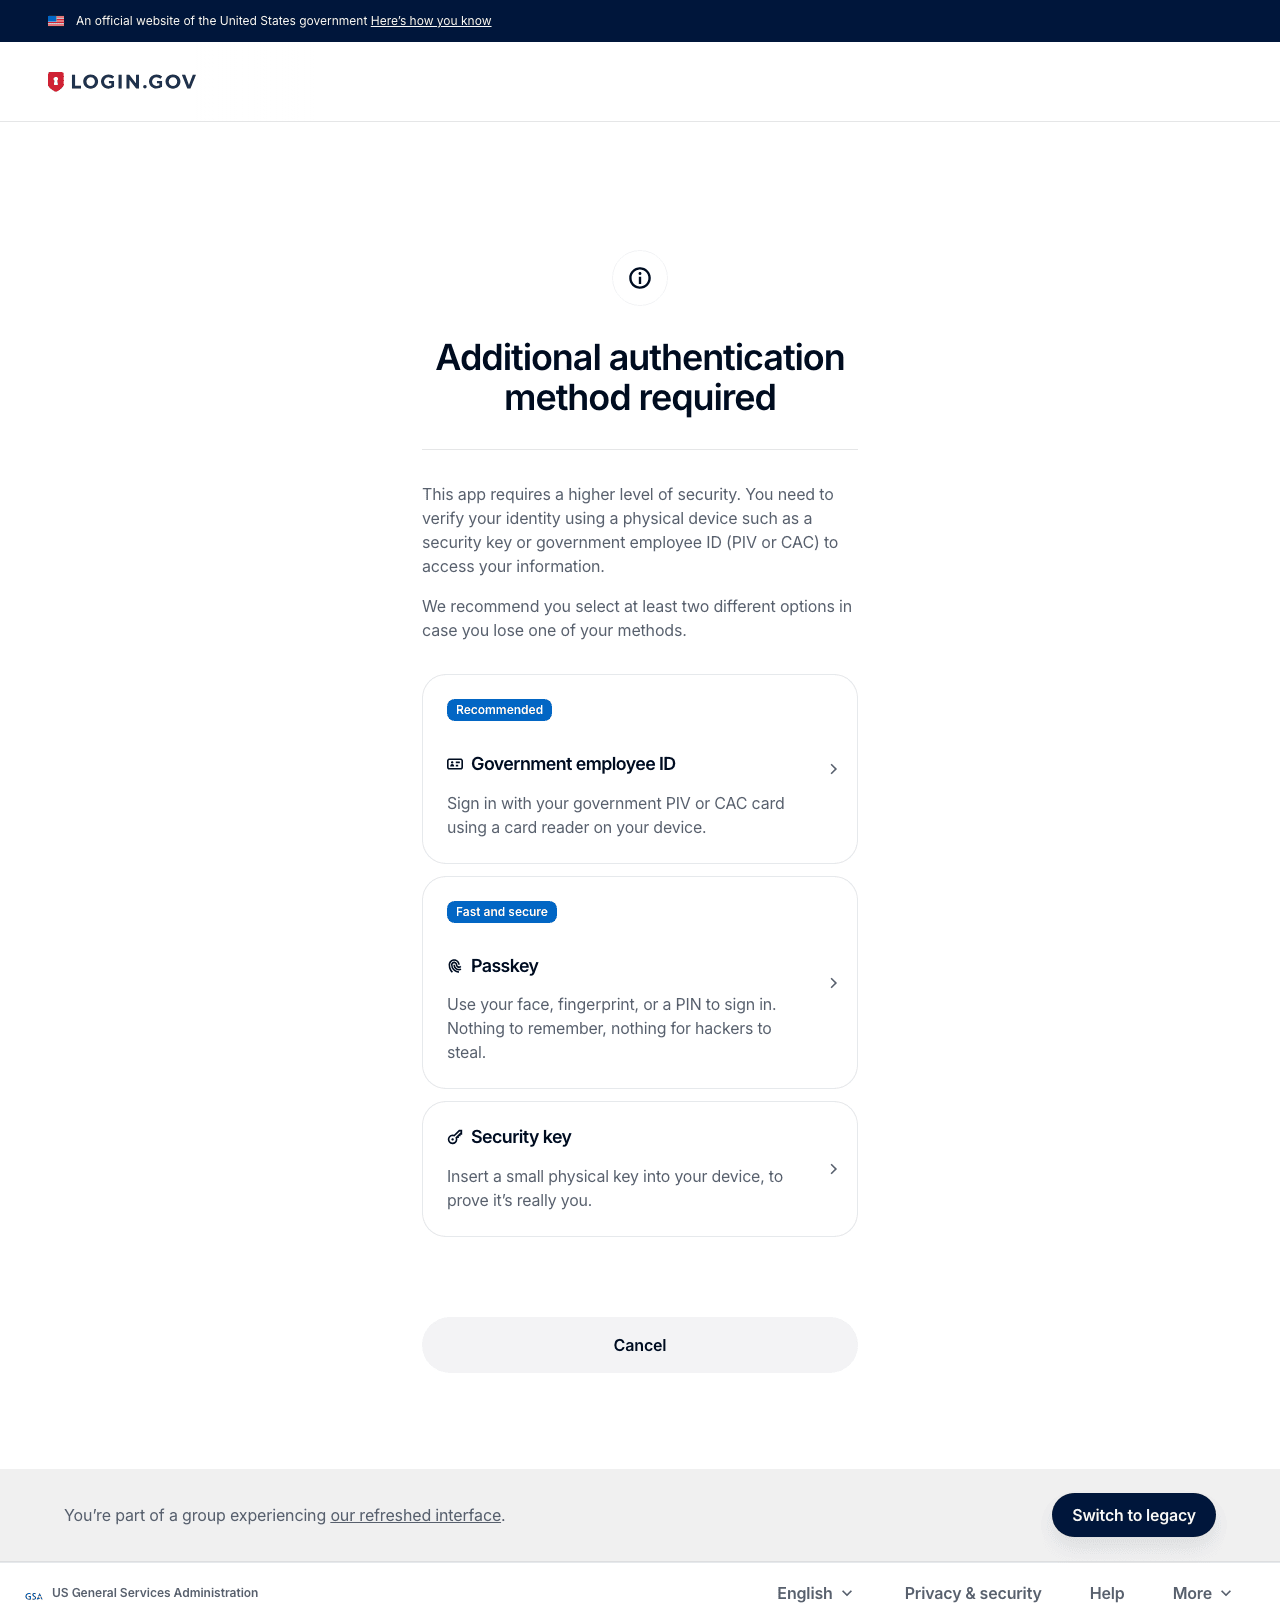 An official website of the United States government Here’s how you know
LOGIN.GOV
Additional authentication
method required
This app requires a higher level of security. You need to
verify your identity using a physical device such as a
security key or government employee ID (PIV or CAC) to
access your information.
We recommend you select at least two different options in
case you lose one of your methods.
Recommended
Government employee ID
Sign in with your government PIV or CAC card
using a card reader on your device.
Fast and secure
Passkey
Use your face, fingerprint, or a PIN to sign in.
Nothing to remember, nothing for hackers to
steal.
Security key
Insert a small physical key into your device, to
prove it’s really you.
Cancel
You’re part of a group experiencing our refreshed interface.
Switch to legacy
GSA US General Services Administration
English
Privacy & security
Help
More